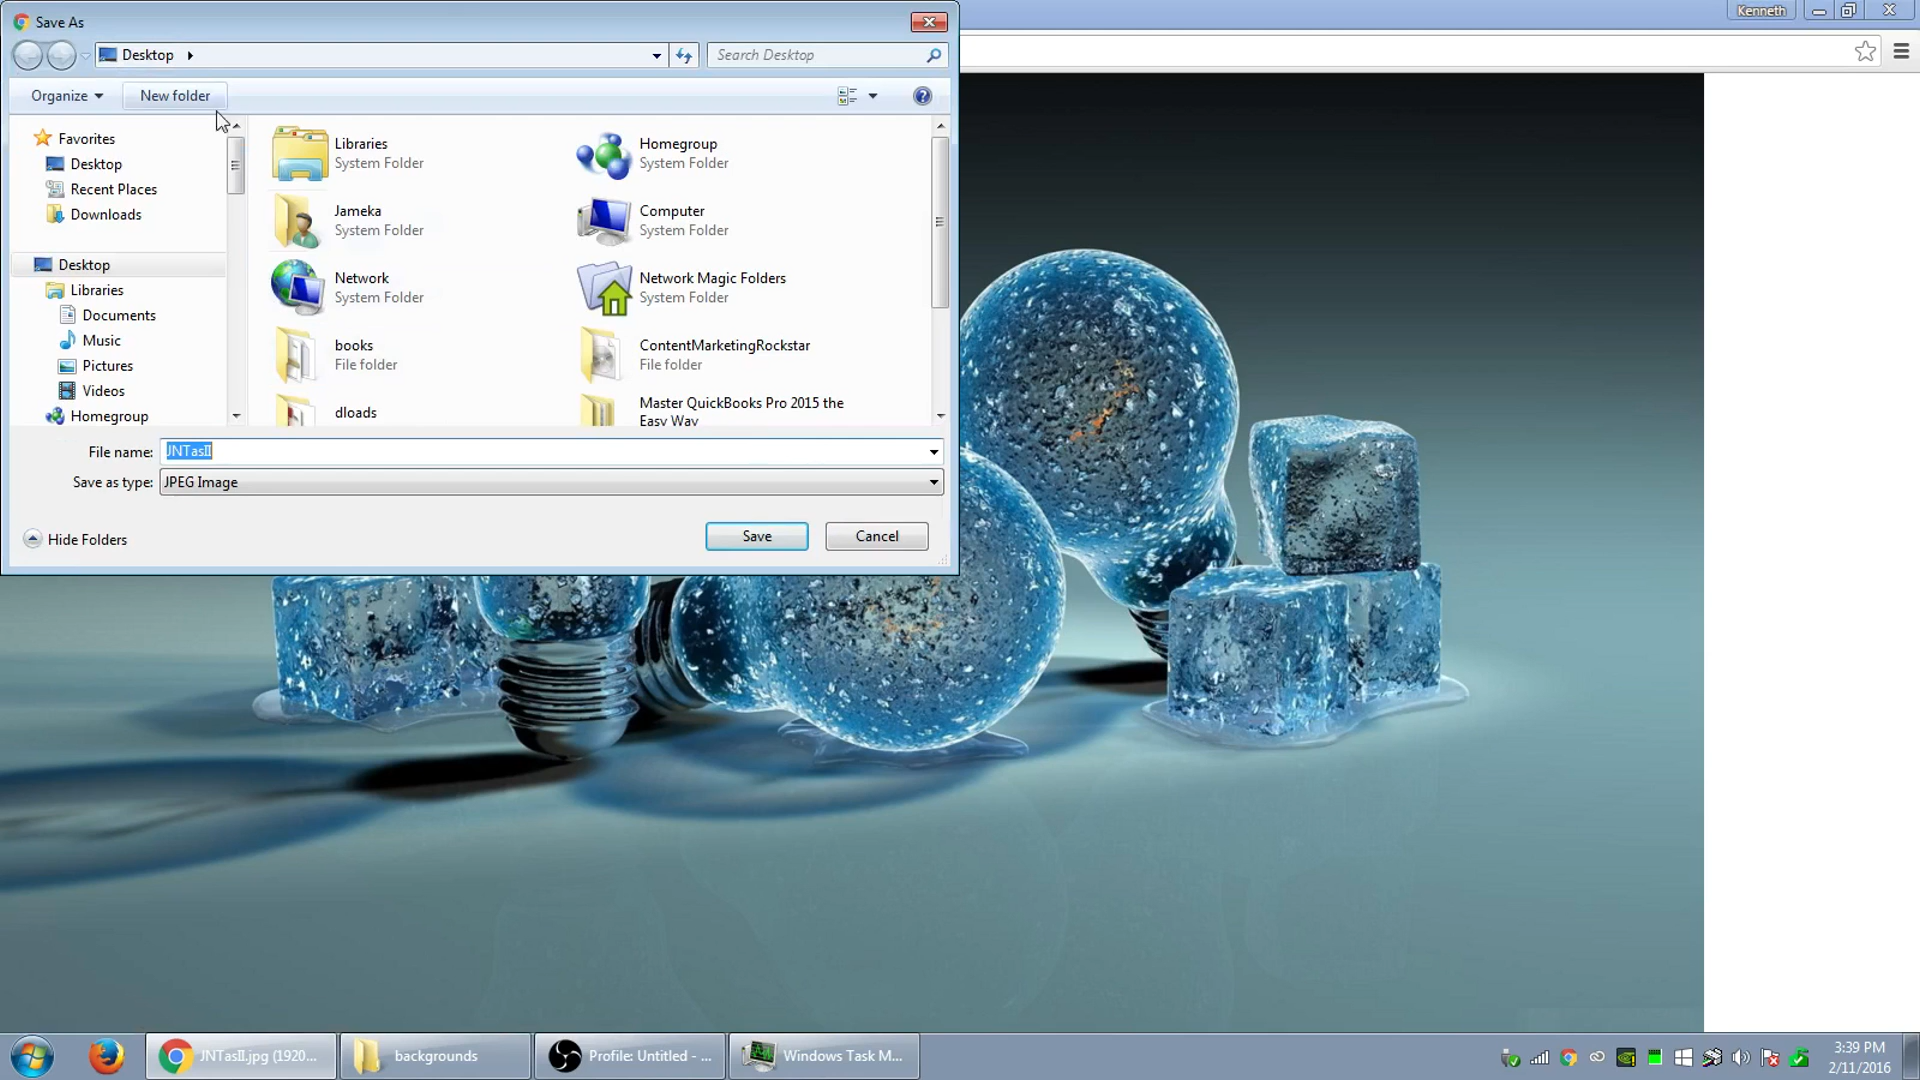 Save As
Kenneth
Desktop
Search Desktop
Organize
New folder
Favorites
Desktop
Recent Places
Downloads
Desktop
Libraries
Documents
Music
Pictures
Videos
Homegroup
Libraries
System Folder
Homegroup
System Folder
Jameka
System Folder
Computer
System Folder
Network
System Folder
Network Magic Folders
System Folder
books
File folder
ContentMarketingRockstar
File folder
dloads
Master QuickBooks Pro 2015 the
Easy Way
File name: JNTasII
Save as type: JPEG Image
Hide Folders
Save
Cancel
JNTasII.jpg (1920...
backgrounds
Profile: Untitled - ...
Windows Task M...
3:39 PM
2/11/2016